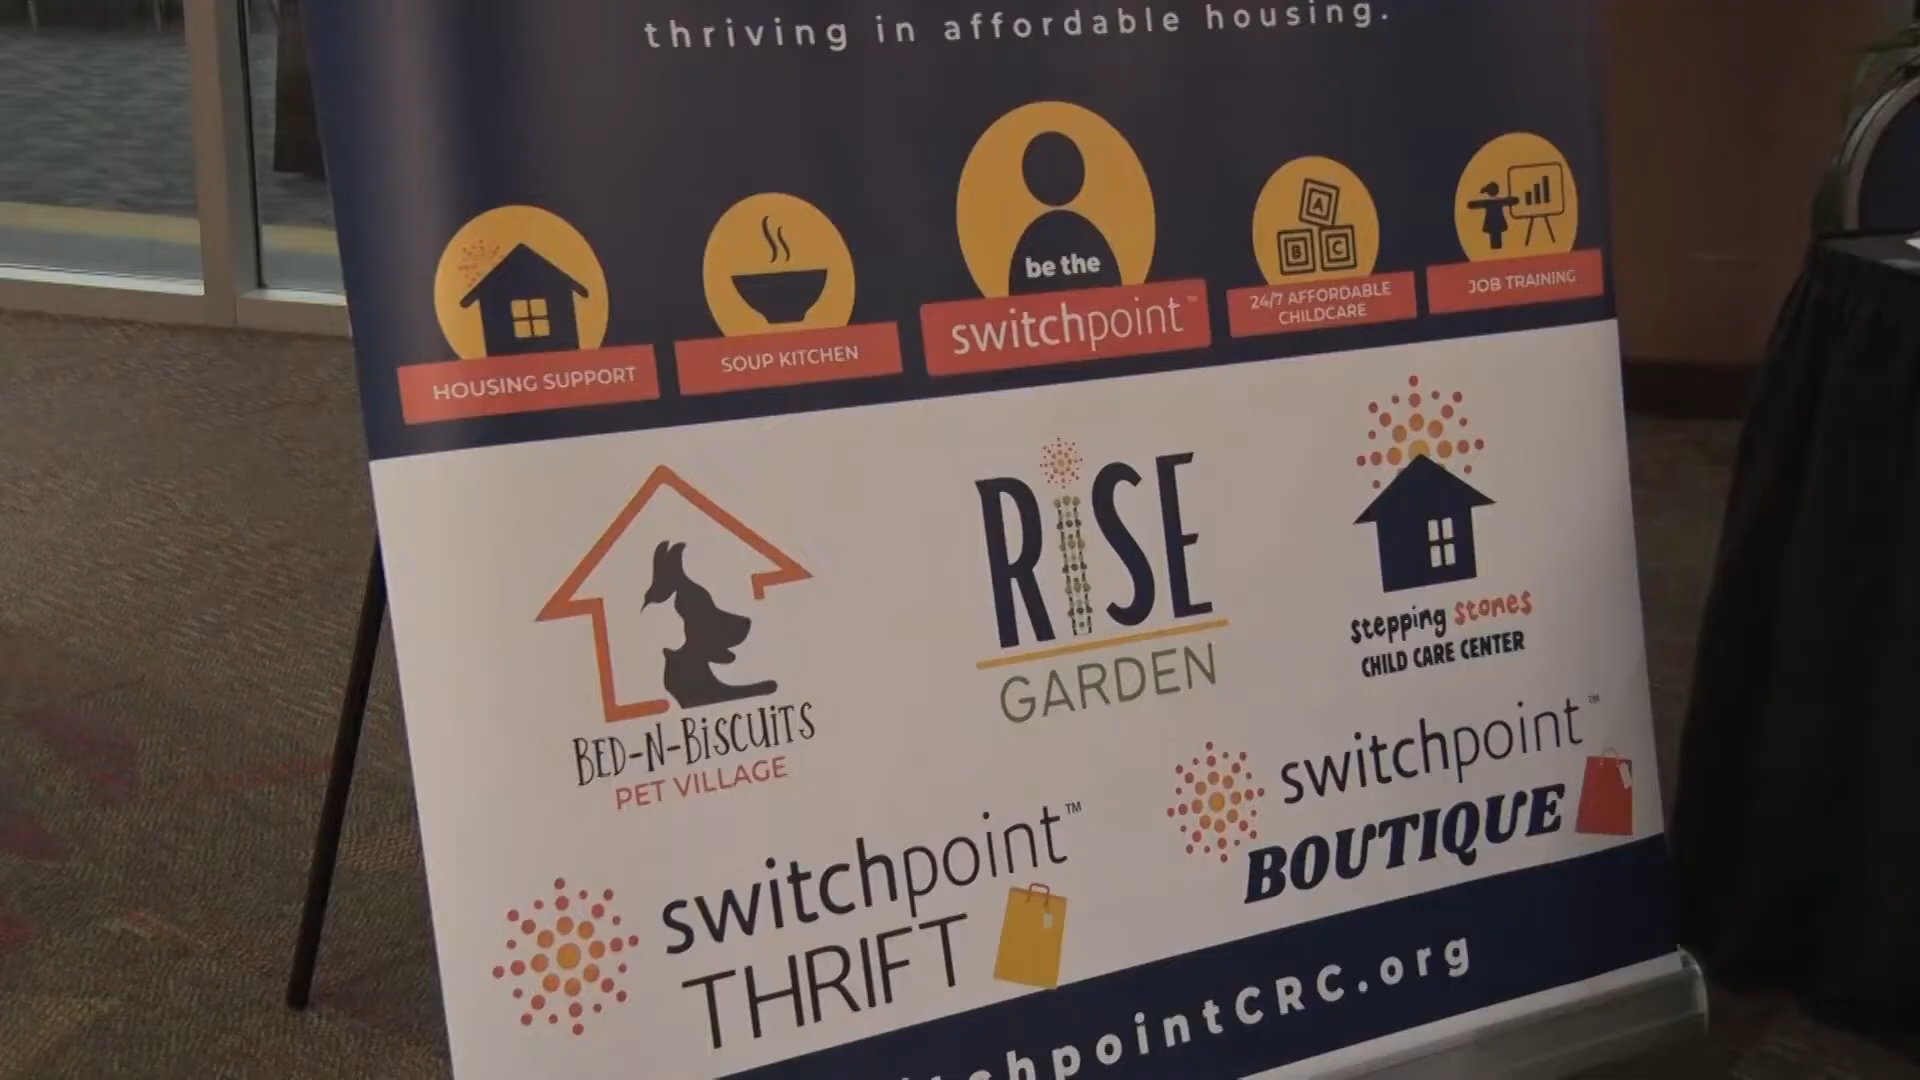 thriving in affordable housing.
HOUSING SUPPORT
SOUP KITCHEN
be the
switchpoint™
24/7 AFFORDABLE
CHILDCARE
JOB TRAINING
A
B C
BED-N-BiSCUiTS
PET VILLAGE
RiSE
GARDEN
stepping stones
CHILD CARE CENTER
switchpoint™
THRIFT
switchpoint™
BOUTIQUE
chpointCRC.org